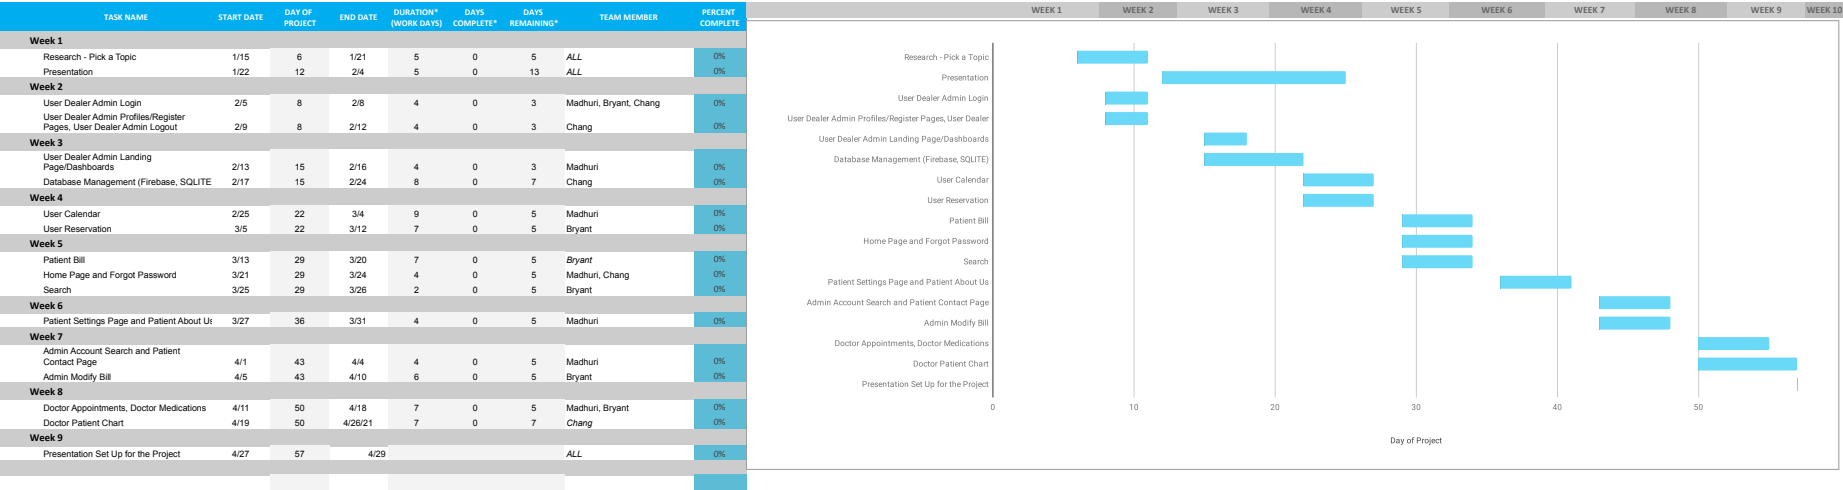 TASK NAME START DATE DAY OF PROJECT END DATE DURATION* (WORK DAYS) DAYS COMPLETE* DAYS REMAINING* TEAM MEMBER PERCENT COMPLETE
Week 1
Research - Pick a Topic 1/15 6 1/21 5 0 5 ALL 0%
Presentation 1/22 12 2/4 5 0 13 ALL 0%
Week 2
User Dealer Admin Login 2/5 8 2/8 4 0 3 Madhuri, Bryant, Chang 0%
User Dealer Admin Profiles/Register
Pages, User Dealer Admin Logout 2/9 8 2/12 4 0 3 Chang 0%
Week 3
User Dealer Admin Landing
Page/Dashboards 2/13 15 2/16 4 0 3 Madhuri 0%
Database Management (Firebase, SQLITE 2/17 15 2/24 8 0 7 Chang 0%
Week 4
User Calendar 2/25 22 3/4 9 0 5 Madhuri 0%
User Reservation 3/5 22 3/12 7 0 5 Bryant 0%
Week 5
Patient Bill 3/13 29 3/20 7 0 5 Bryant 0%
Home Page and Forgot Password 3/21 29 3/24 4 0 5 Madhuri, Chang 0%
Search 3/25 29 3/26 2 0 5 Bryant 0%
Week 6
Patient Settings Page and Patient About Us 3/27 36 3/31 4 0 5 Madhuri 0%
Week 7
Admin Account Search and Patient
Contact Page 4/1 43 4/4 4 0 5 Madhuri 0%
Admin Modify Bill 4/5 43 4/10 6 0 5 Bryant 0%
Week 8
Doctor Appointments, Doctor Medications 4/11 50 4/18 7 0 5 Madhuri, Bryant 0%
Doctor Patient Chart 4/19 50 4/26/21 7 0 7 Chang 0%
Week 9
Presentation Set Up for the Project 4/27 57 4/29 ALL 0%
WEEK 1 WEEK 2 WEEK 3 WEEK 4 WEEK 5 WEEK 6 WEEK 7 WEEK 8 WEEK 9 WEEK 10
Research - Pick a Topic
Presentation
User Dealer Admin Login
User Dealer Admin Profiles/Register Pages, User Dealer
User Dealer Admin Landing Page/Dashboards
Database Management (Firebase, SQLITE)
User Calendar
User Reservation
Patient Bill
Home Page and Forgot Password
Search
Patient Settings Page and Patient About Us
Admin Account Search and Patient Contact Page
Admin Modify Bill
Doctor Appointments, Doctor Medications
Doctor Patient Chart
Presentation Set Up for the Project
0 10 20 30 40 50
Day of Project